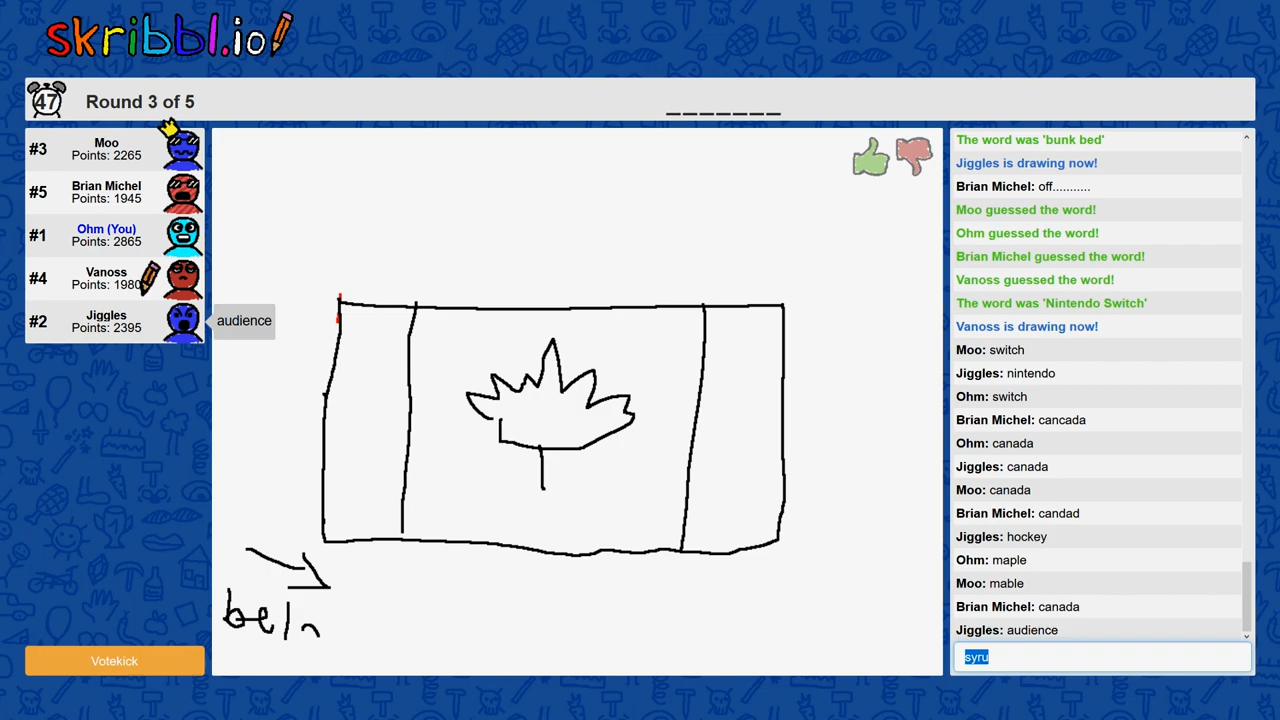 skribbl.io
47
Round 3 of 5
_ _ _ _ _ _ _
#3
Moo
Points: 2265
#5
Brian Michel
Points: 1945
#1
Ohm (You)
Points: 2865
#4
Vanoss
Points: 1980
#2
Jiggles
Points: 2395
audience
Votekick
The word was 'bunk bed'
Jiggles is drawing now!
Brian Michel: off..........
Moo guessed the word!
Ohm guessed the word!
Brian Michel guessed the word!
Vanoss guessed the word!
The word was 'Nintendo Switch'
Vanoss is drawing now!
Moo: switch
Jiggles: nintendo
Ohm: switch
Brian Michel: cancada
Ohm: canada
Jiggles: canada
Moo: canada
Brian Michel: candad
Jiggles: hockey
Ohm: maple
Moo: mable
Brian Michel: canada
Jiggles: audience
syru